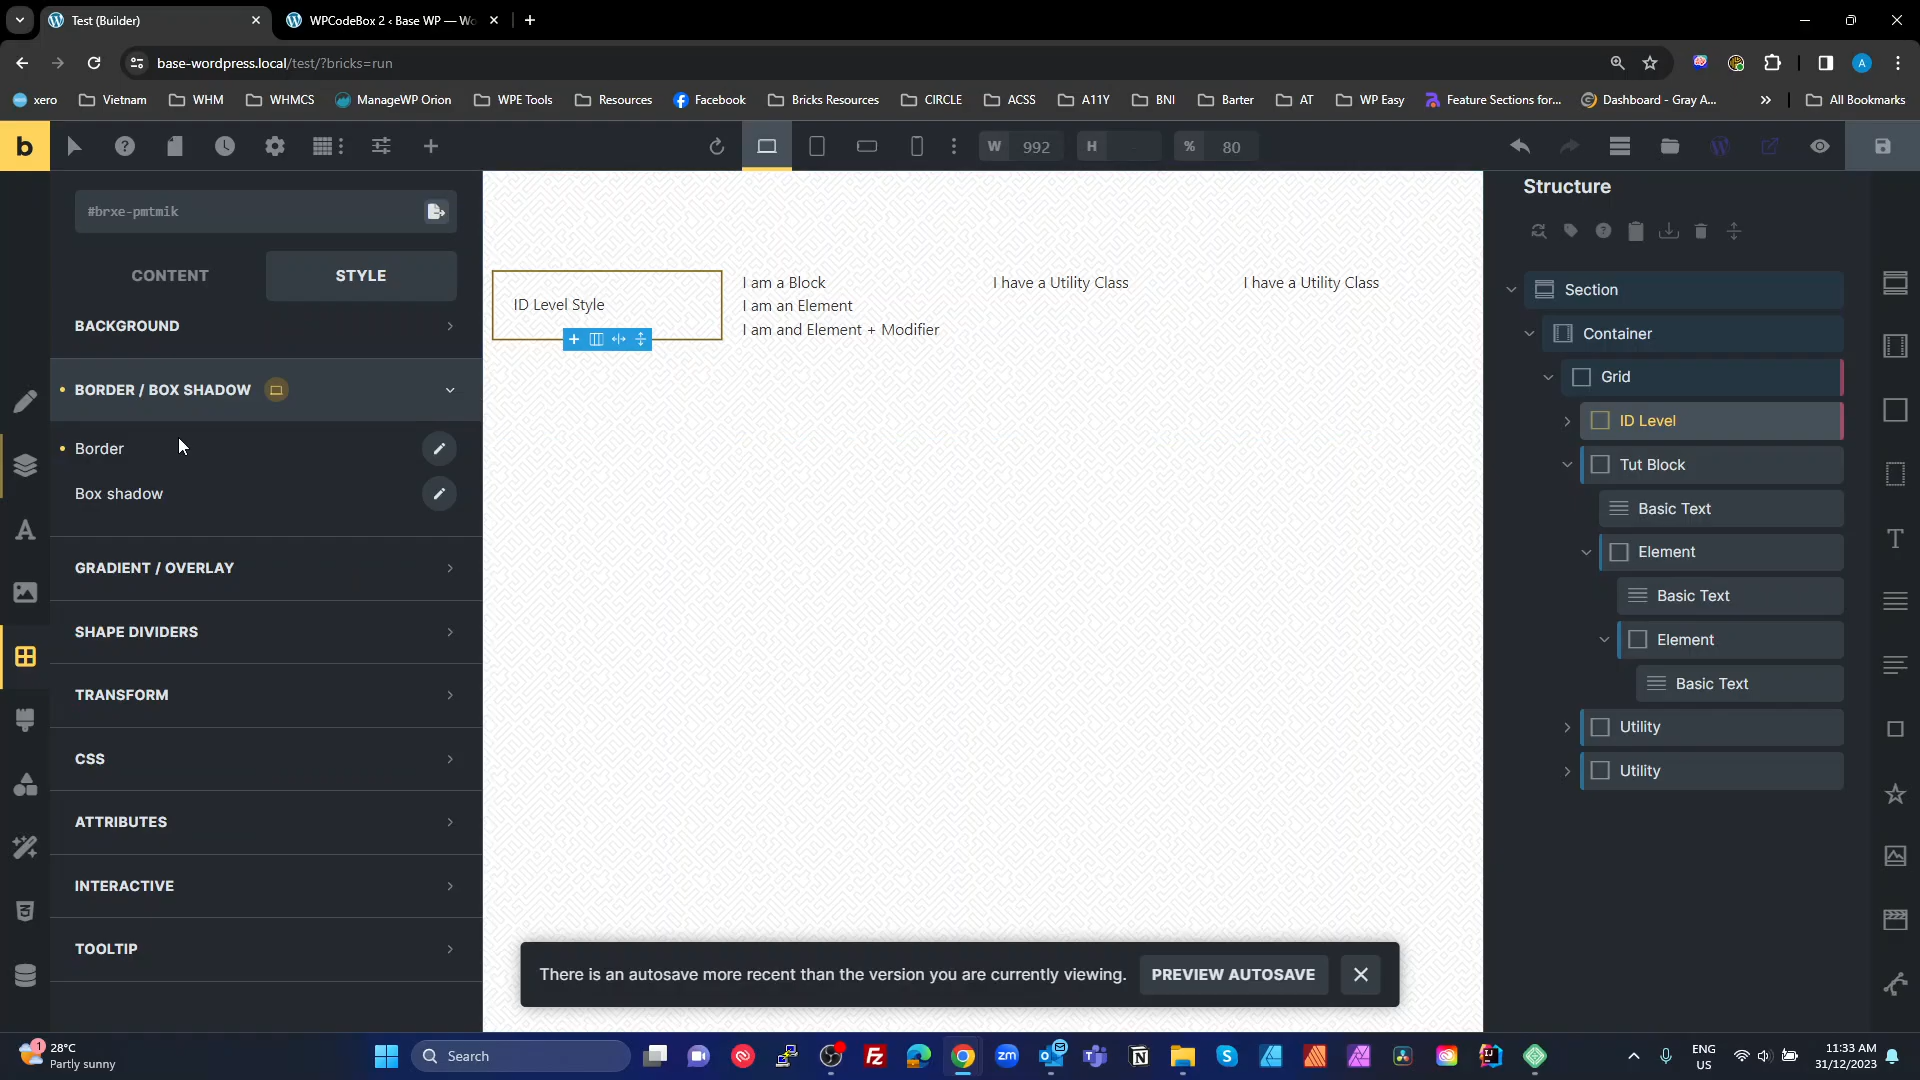 Test (Builder)
WPCodeBox 2 ‹ Base WP — Wo
base-wordpress.local/test/?bricks=run
xero
Vietnam
WHM
WHMCS
ManageWP Orion
WPE Tools
Resources
Facebook
Bricks Resources
CIRCLE
ACSS
A11Y
BNI
Barter
AT
WP Easy
Feature Sections for...
Dashboard - Gray A...
»
All Bookmarks
A
b
W 992
H
% 80
#brxe-pmtmik
CONTENT
STYLE
BACKGROUND
BORDER / BOX SHADOW
Border
Box shadow
GRADIENT / OVERLAY
SHAPE DIVIDERS
TRANSFORM
CSS
ATTRIBUTES
INTERACTIVE
TOOLTIP
ID Level Style
I am a Block
I am an Element
I am and Element + Modifier
I have a Utility Class
I have a Utility Class
Structure
Section
Container
Grid
ID Level
Tut Block
Basic Text
Element
Basic Text
Element
Basic Text
Utility
Utility
There is an autosave more recent than the version you are currently viewing.
PREVIEW AUTOSAVE
1
28°C
Partly sunny
Search
zm
ENG
US
11:33 AM
31/12/2023